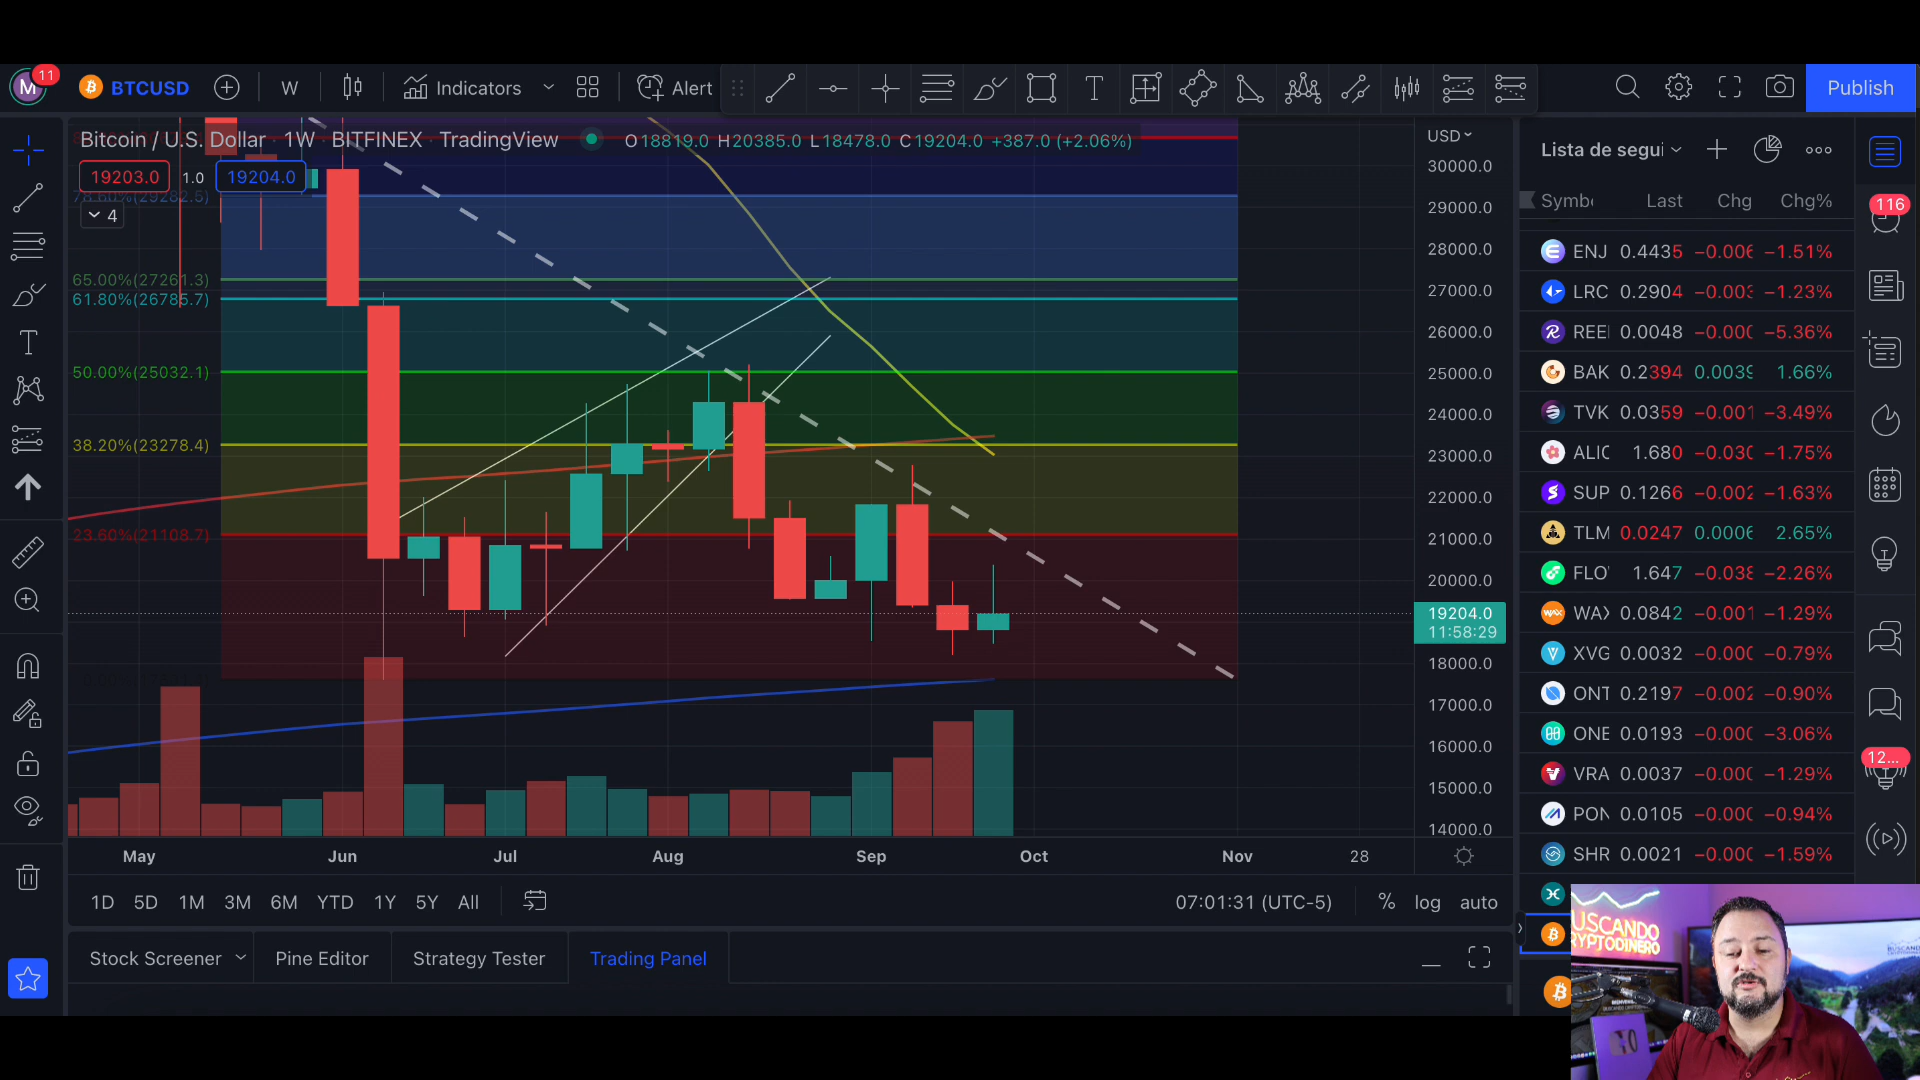 M 11 BTCUSD W Indicators Alert Publish
Bitcoin / U.S. Dollar · 1W · BITFINEX · TradingView O18819.0 H20385.0 L18478.0 C19204.0 +387.0 (+2.06%)
19203.0 1.0 19204.0
78.60%(29282.5)
4
65.00%(27261.3)
61.80%(26785.7)
50.00%(25032.1)
38.20%(23278.4)
23.60%(21108.7)
USD
30000.0
29000.0
28000.0
27000.0
26000.0
25000.0
24000.0
23000.0
22000.0
21000.0
20000.0
19204.0
11:58:29
18000.0
17000.0
16000.0
15000.0
14000.0
May Jun Jul Aug Sep Oct Nov 28
1D 5D 1M 3M 6M YTD 1Y 5Y All 07:01:31 (UTC-5) % log auto
Stock Screener Pine Editor Strategy Tester Trading Panel
Lista de segui
Symb Last Chg Chg%
ENJ 0.4435 −0.006 −1.51%
LRC 0.2904 −0.003 −1.23%
REE 0.0048 −0.000 −5.36%
BAK 0.2394 0.0039 1.66%
TVK 0.0359 −0.001 −3.49%
ALIC 1.680 −0.030 −1.75%
SUP 0.1266 −0.002 −1.63%
TLM 0.0247 0.0006 2.65%
FLO 1.647 −0.038 −2.26%
WAX 0.0842 −0.001 −1.29%
XVG 0.0032 −0.000 −0.79%
ONT 0.2197 −0.002 −0.90%
ONE 0.0193 −0.000 −3.06%
VRA 0.0037 −0.000 −1.29%
PON 0.0105 −0.000 −0.94%
SHR 0.0021 −0.000 −1.59%
116
12...
USCANDO
RYPTODINERO